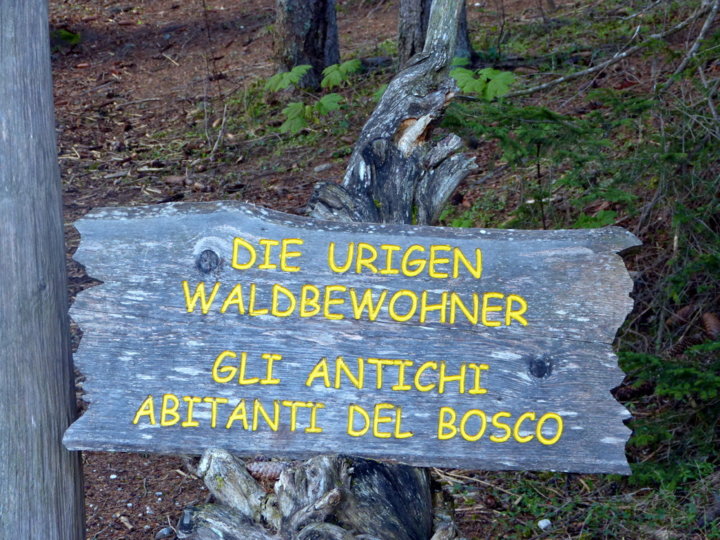 DIE URIGEN
WALDBEWOHNER
GLI ANTICHI
ABITANTI DEL BOSCO